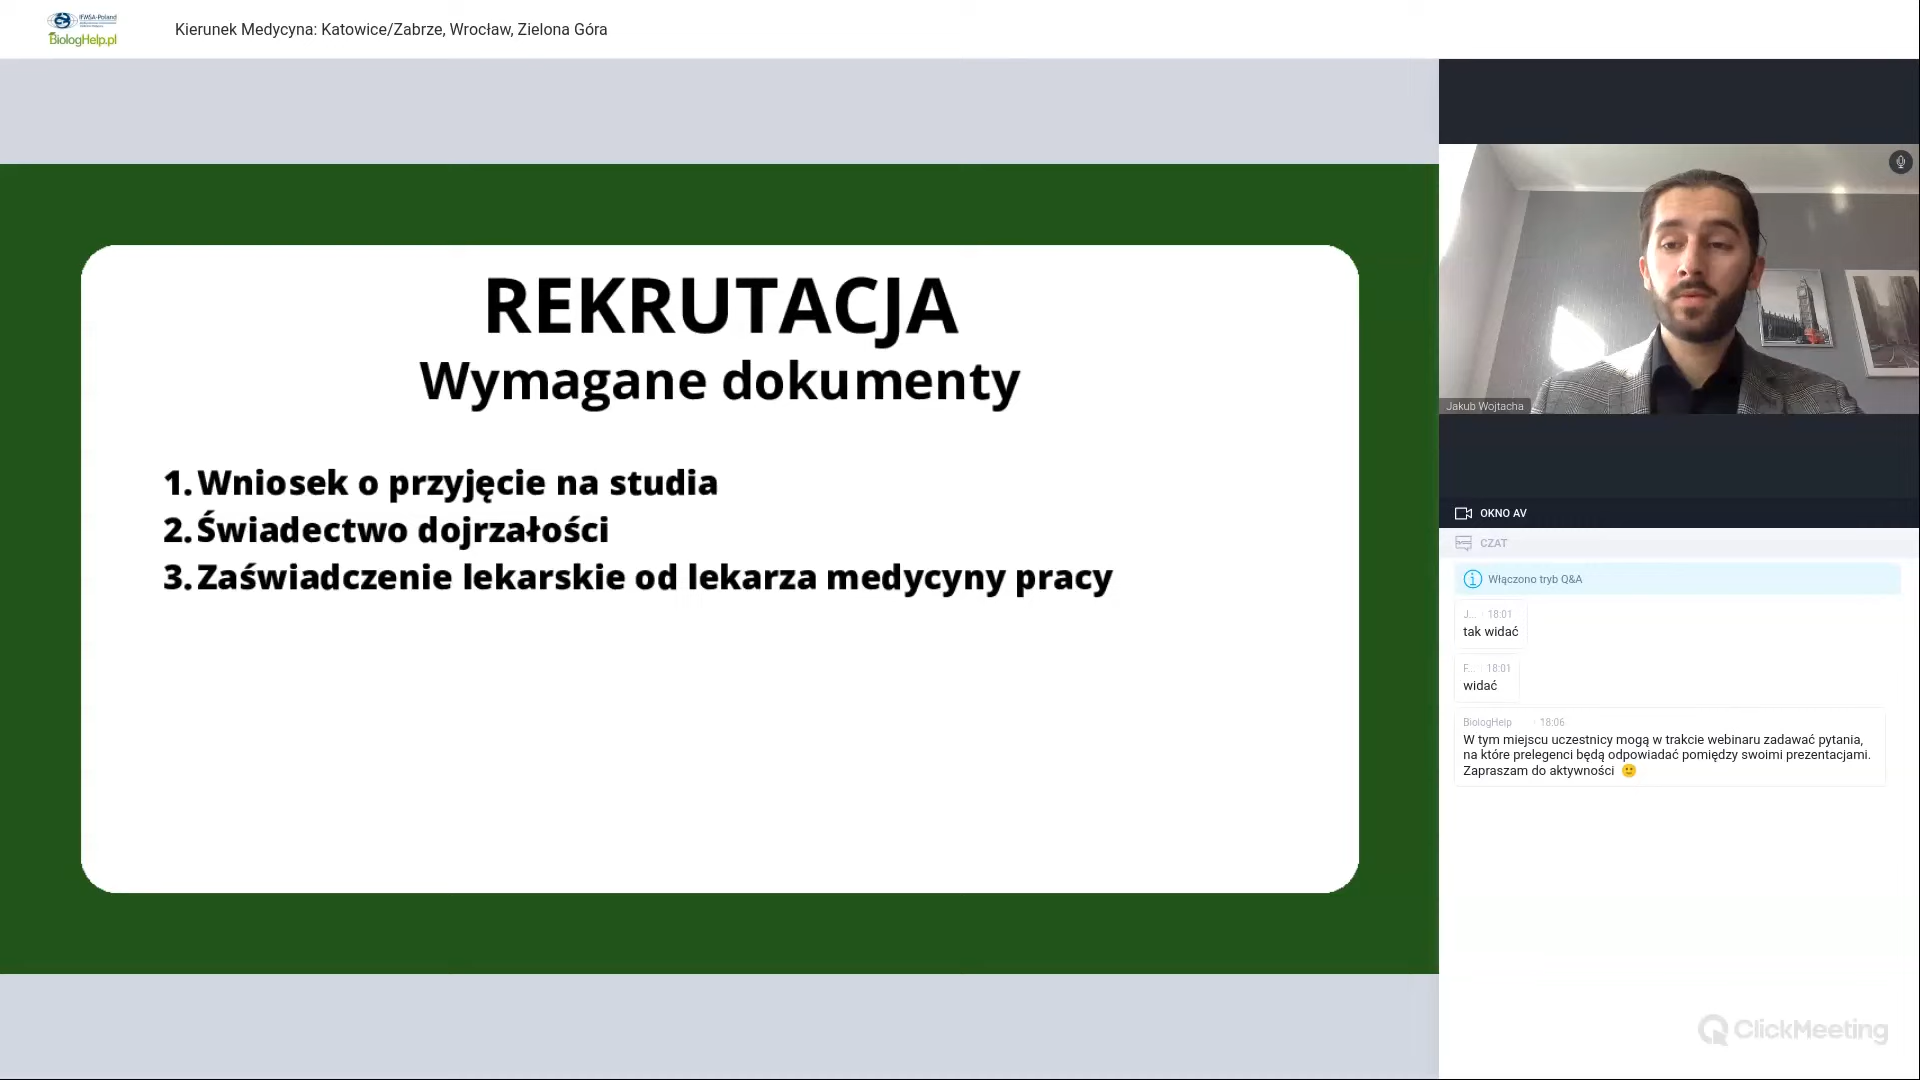 IFMSA-Poland
BiologHelp.pl
Kierunek Medycyna: Katowice/Zabrze, Wrocław, Zielona Góra
REKRUTACJA
Wymagane dokumenty
1. Wniosek o przyjęcie na studia
2. Świadectwo dojrzałości
3. Zaświadczenie lekarskie od lekarza medycyny pracy
Jakub Wojtacha
OKNO AV
CZAT
Włączono tryb Q&A
J... · 18:01
tak widać
F... · 18:01
widać
BiologHelp · 18:06
W tym miejscu uczestnicy mogą w trakcie webinaru zadawać pytania,
na które prelegenci będą odpowiadać pomiędzy swoimi prezentacjami.
Zapraszam do aktywności 🙂
ClickMeeting